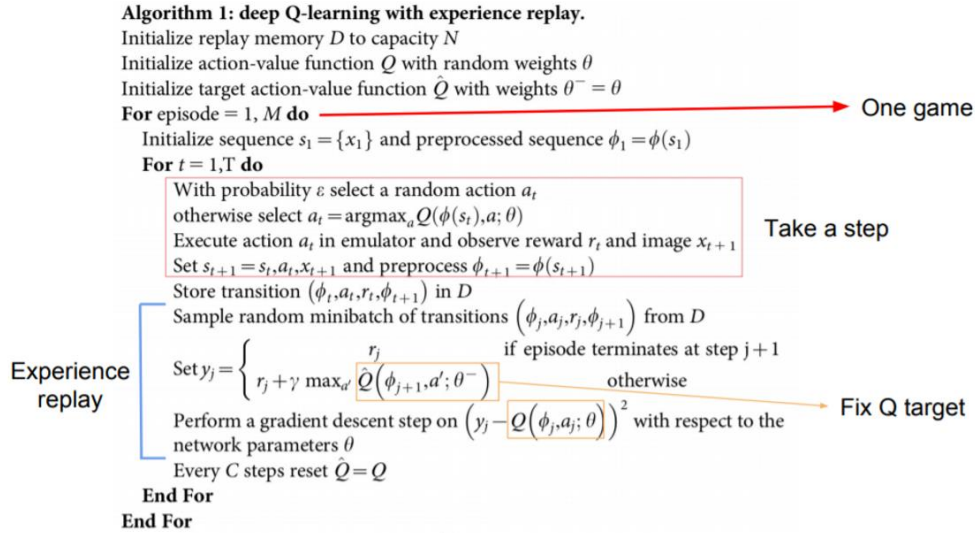 Algorithm 1: deep Q-learning with experience replay.
Initialize replay memory D to capacity N
Initialize action-value function Q with random weights θ
Initialize target action-value function Q̂ with weights θ⁻ = θ
For episode = 1, M do
One game
Initialize sequence s₁ = {x₁} and preprocessed sequence ϕ₁ = ϕ(s₁)
For t = 1,T do
With probability ε select a random action aₜ
otherwise select aₜ = argmaxₐ Q(ϕ(sₜ),a; θ)
Execute action aₜ in emulator and observe reward rₜ and image xₜ₊₁
Set sₜ₊₁ = sₜ,aₜ,xₜ₊₁ and preprocess ϕₜ₊₁ = ϕ(sₜ₊₁)
Take a step
Store transition (ϕₜ,aₜ,rₜ,ϕₜ₊₁) in D
Sample random minibatch of transitions (ϕⱼ,aⱼ,rⱼ,ϕⱼ₊₁) from D
Set yⱼ = { rⱼ if episode terminates at step j+1
rⱼ + γ maxₐ′ Q̂(ϕⱼ₊₁,a′; θ⁻) otherwise
Perform a gradient descent step on (yⱼ − Q(ϕⱼ,aⱼ; θ))² with respect to the
network parameters θ
Every C steps reset Q̂ = Q
Experience
replay
Fix Q target
End For
End For